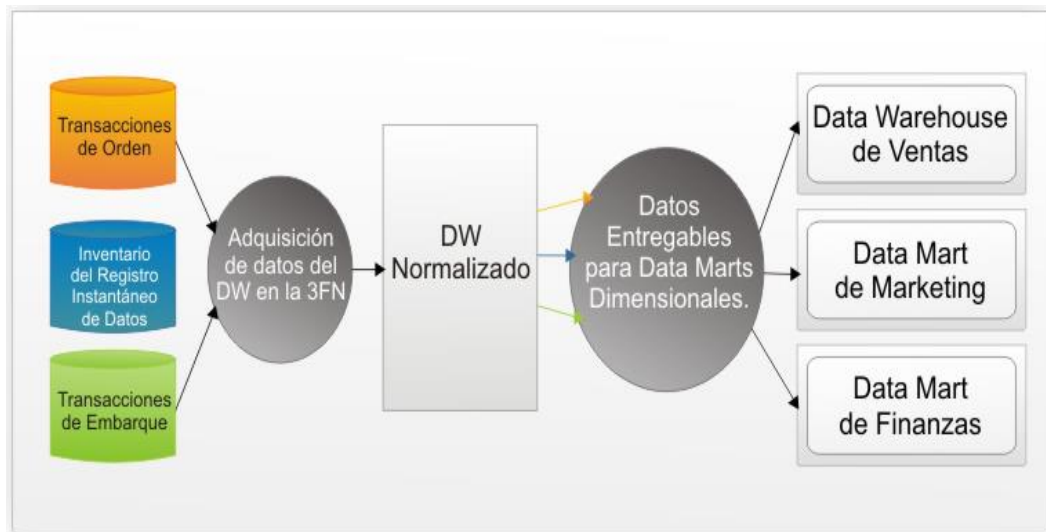 Transacciones
de Orden
Inventario
del Registro
Instantáneo
de Datos
Transacciones
de Embarque
Adquisición
de datos del
DW en la 3FN
DW
Normalizado
Datos
Entregables
para Data Marts
Dimensionales.
Data Warehouse
de Ventas
Data Mart
de Marketing
Data Mart
de Finanzas